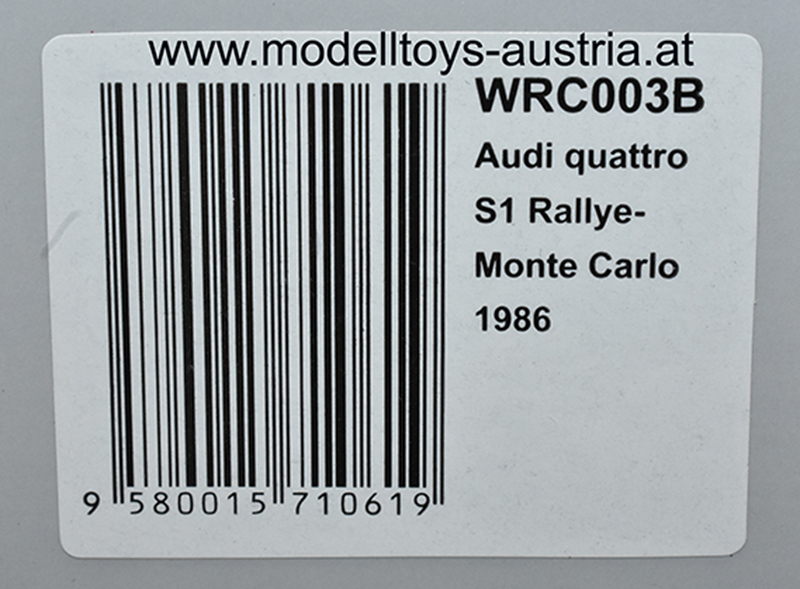 www.modelltoys-austria.at
WRC003B
Audi quattro
S1 Rallye-
Monte Carlo
1986
9 580015 710619